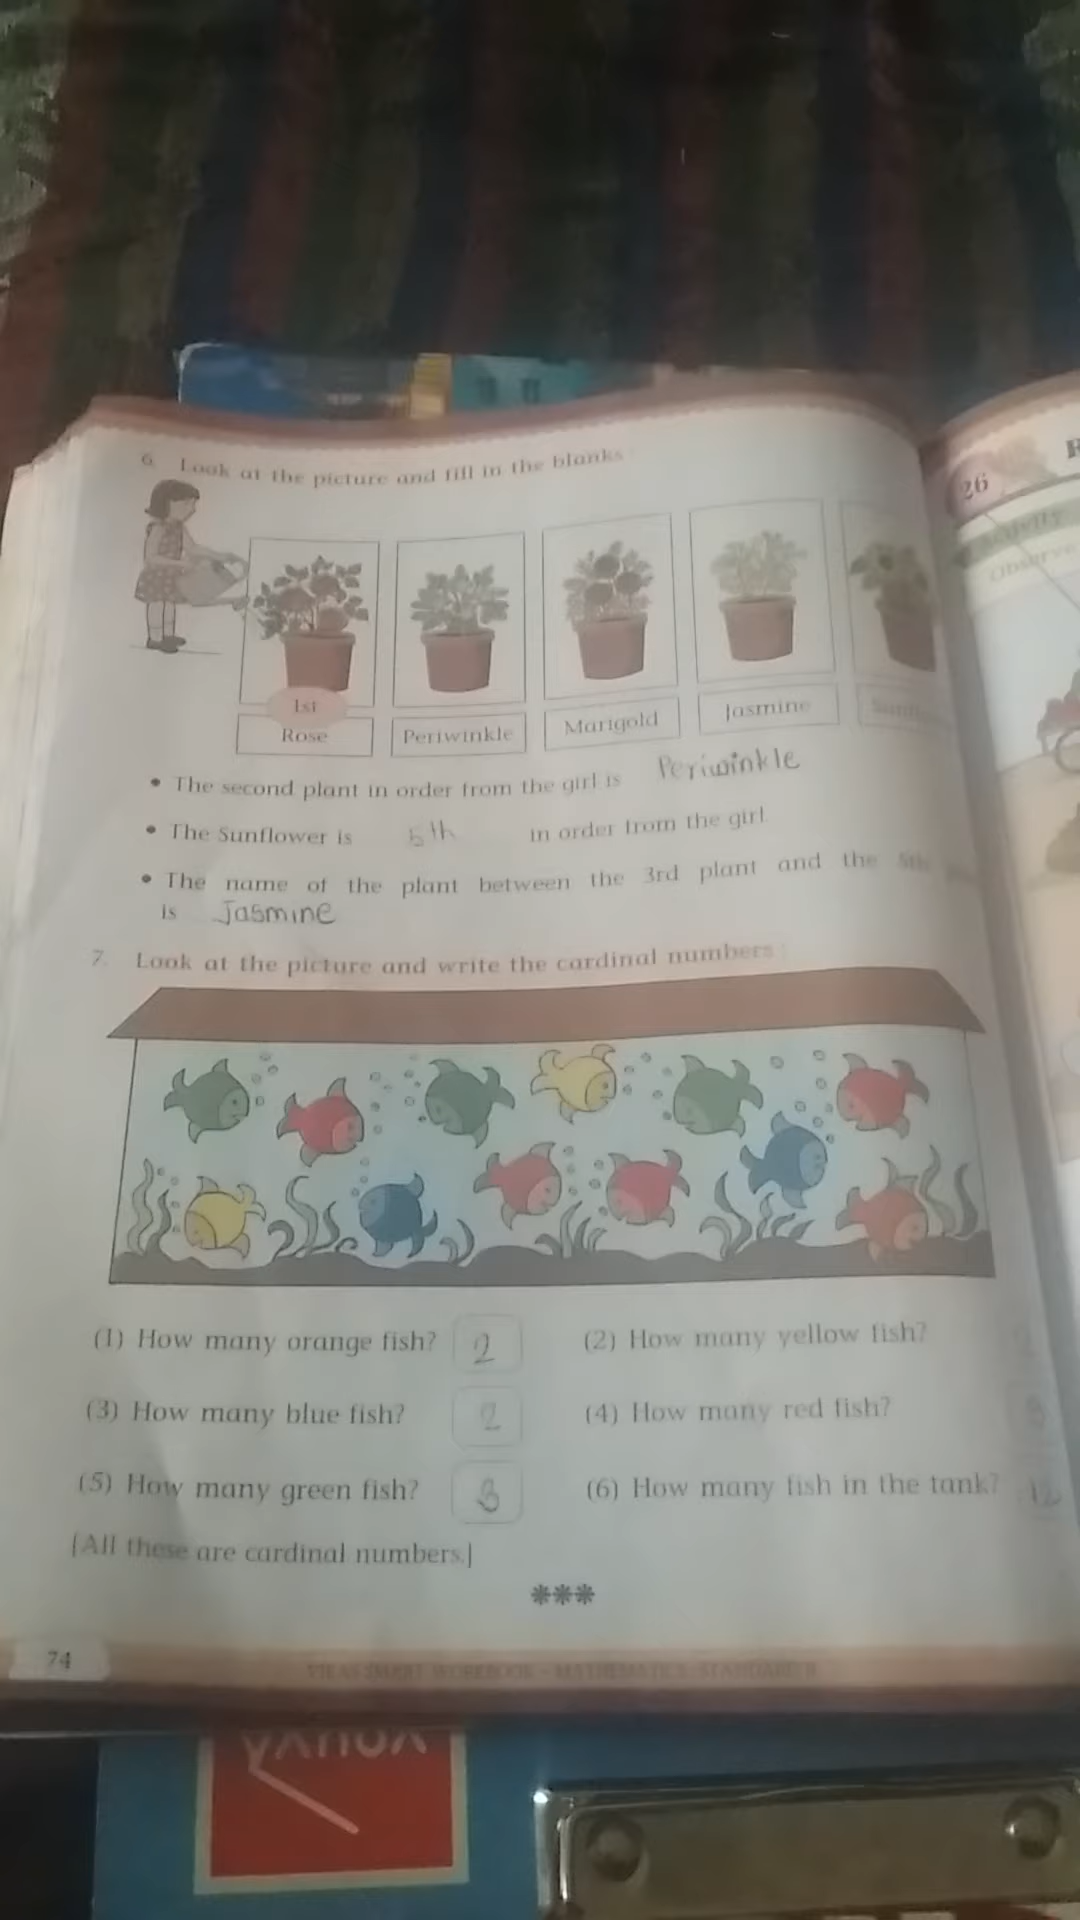 6. Look at the picture and fill in the blanks :
1st
Rose Periwinkle Marigold Jasmine
• The second plant in order from the girl is Periwinkle
• The Sunflower is 5th in order from the girl.
• The name of the plant between the 3rd plant and the
is Jasmine
7. Look at the picture and write the cardinal numbers :
(1) How many orange fish? 2 (2) How many yellow fish?
(3) How many blue fish? 2 (4) How many red fish?
(5) How many green fish? 3 (6) How many fish in the tank? 12
[All these are cardinal numbers.]
***
74
26
Activity
Observe